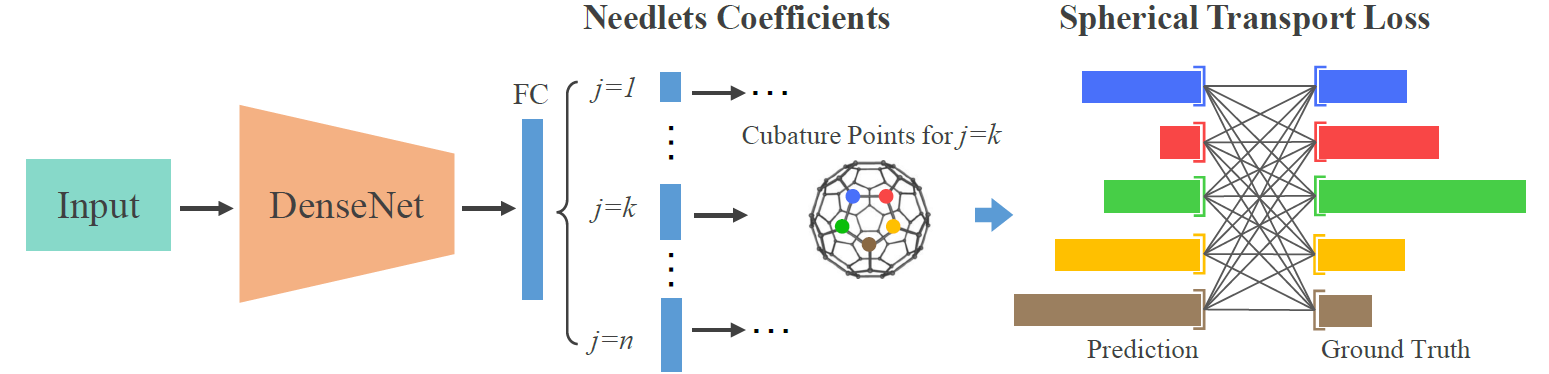 Needlets Coefficients
Spherical Transport Loss
Input
DenseNet
FC
j=1
...
j=k
Cubature Points for j=k
j=n
...
Prediction
Ground Truth